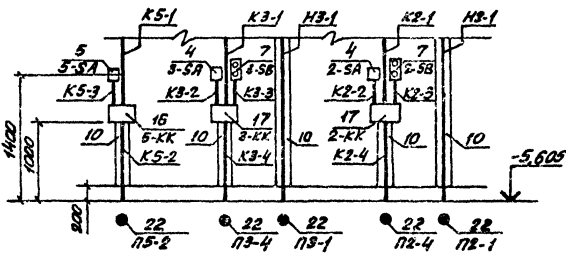 К5-1
К3-1
Н3-1
К2-1
Н3-1
5
5-SA
4
3-SA
7
3-SB
4
2-SA
7
2-SB
К5-3
К3-2
К3-3
К2-2
К2-3
16
5-КК
17
3-КК
17
2-КК
10
10
10
10
10
К5-2
К3-4
К2-4
1400
1000
200
-5,605
22
П5-2
22
П3-4
22
П3-1
22
П2-4
22
П2-1